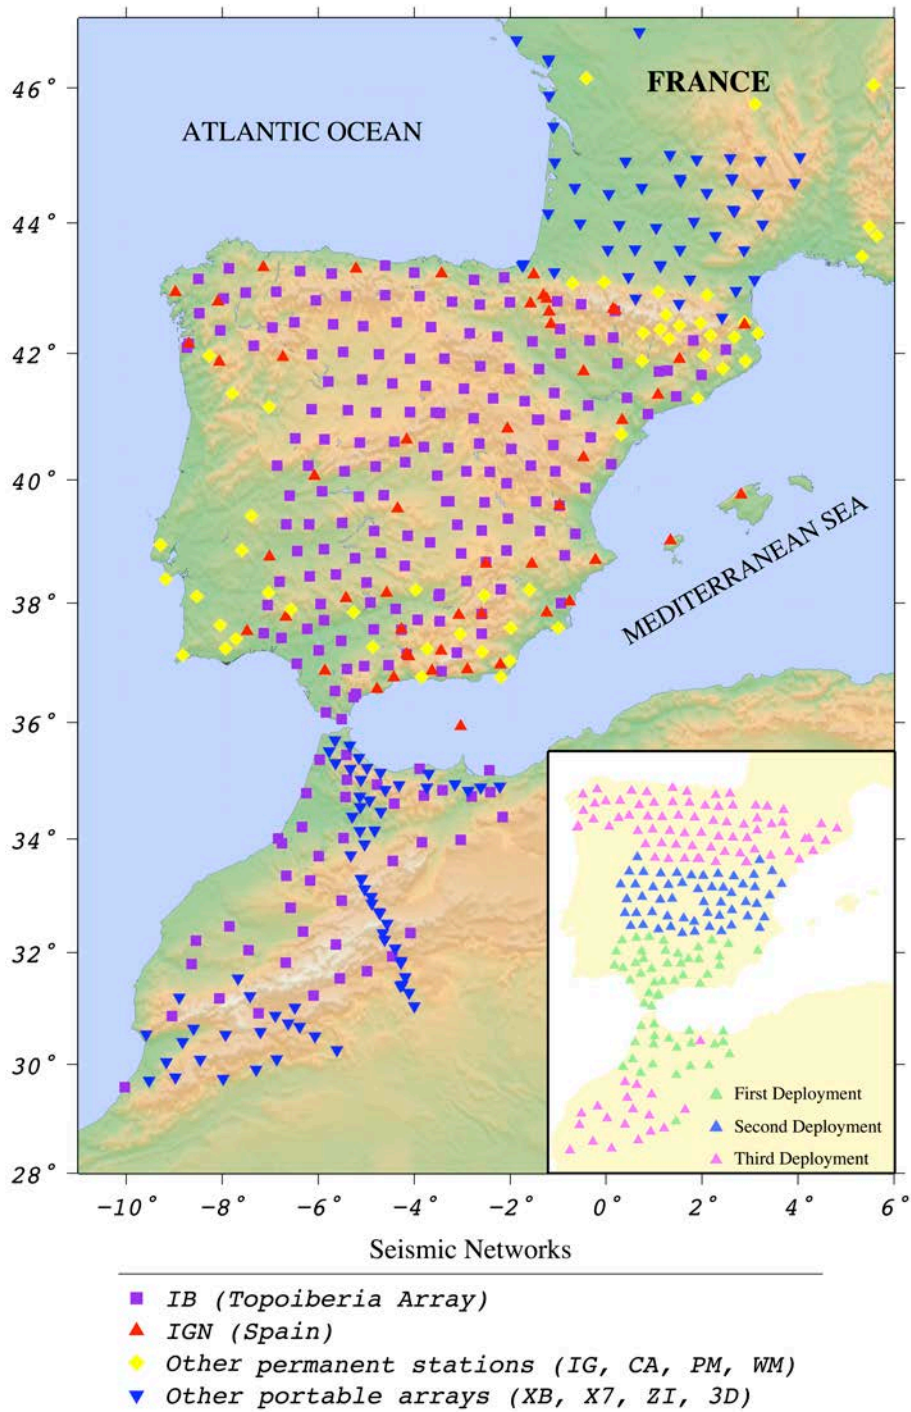 46°
FRANCE
ATLANTIC OCEAN
44°
42°
40°
MEDITERRANEAN SEA
38°
36°
34°
32°
30°
First Deployment
Second Deployment
Third Deployment
28°
−10° −8° −6° −4° −2° 0° 2° 4° 6°
Seismic Networks
IB (Topoiberia Array)
IGN (Spain)
Other permanent stations (IG, CA, PM, WM)
Other portable arrays (XB, X7, ZI, 3D)